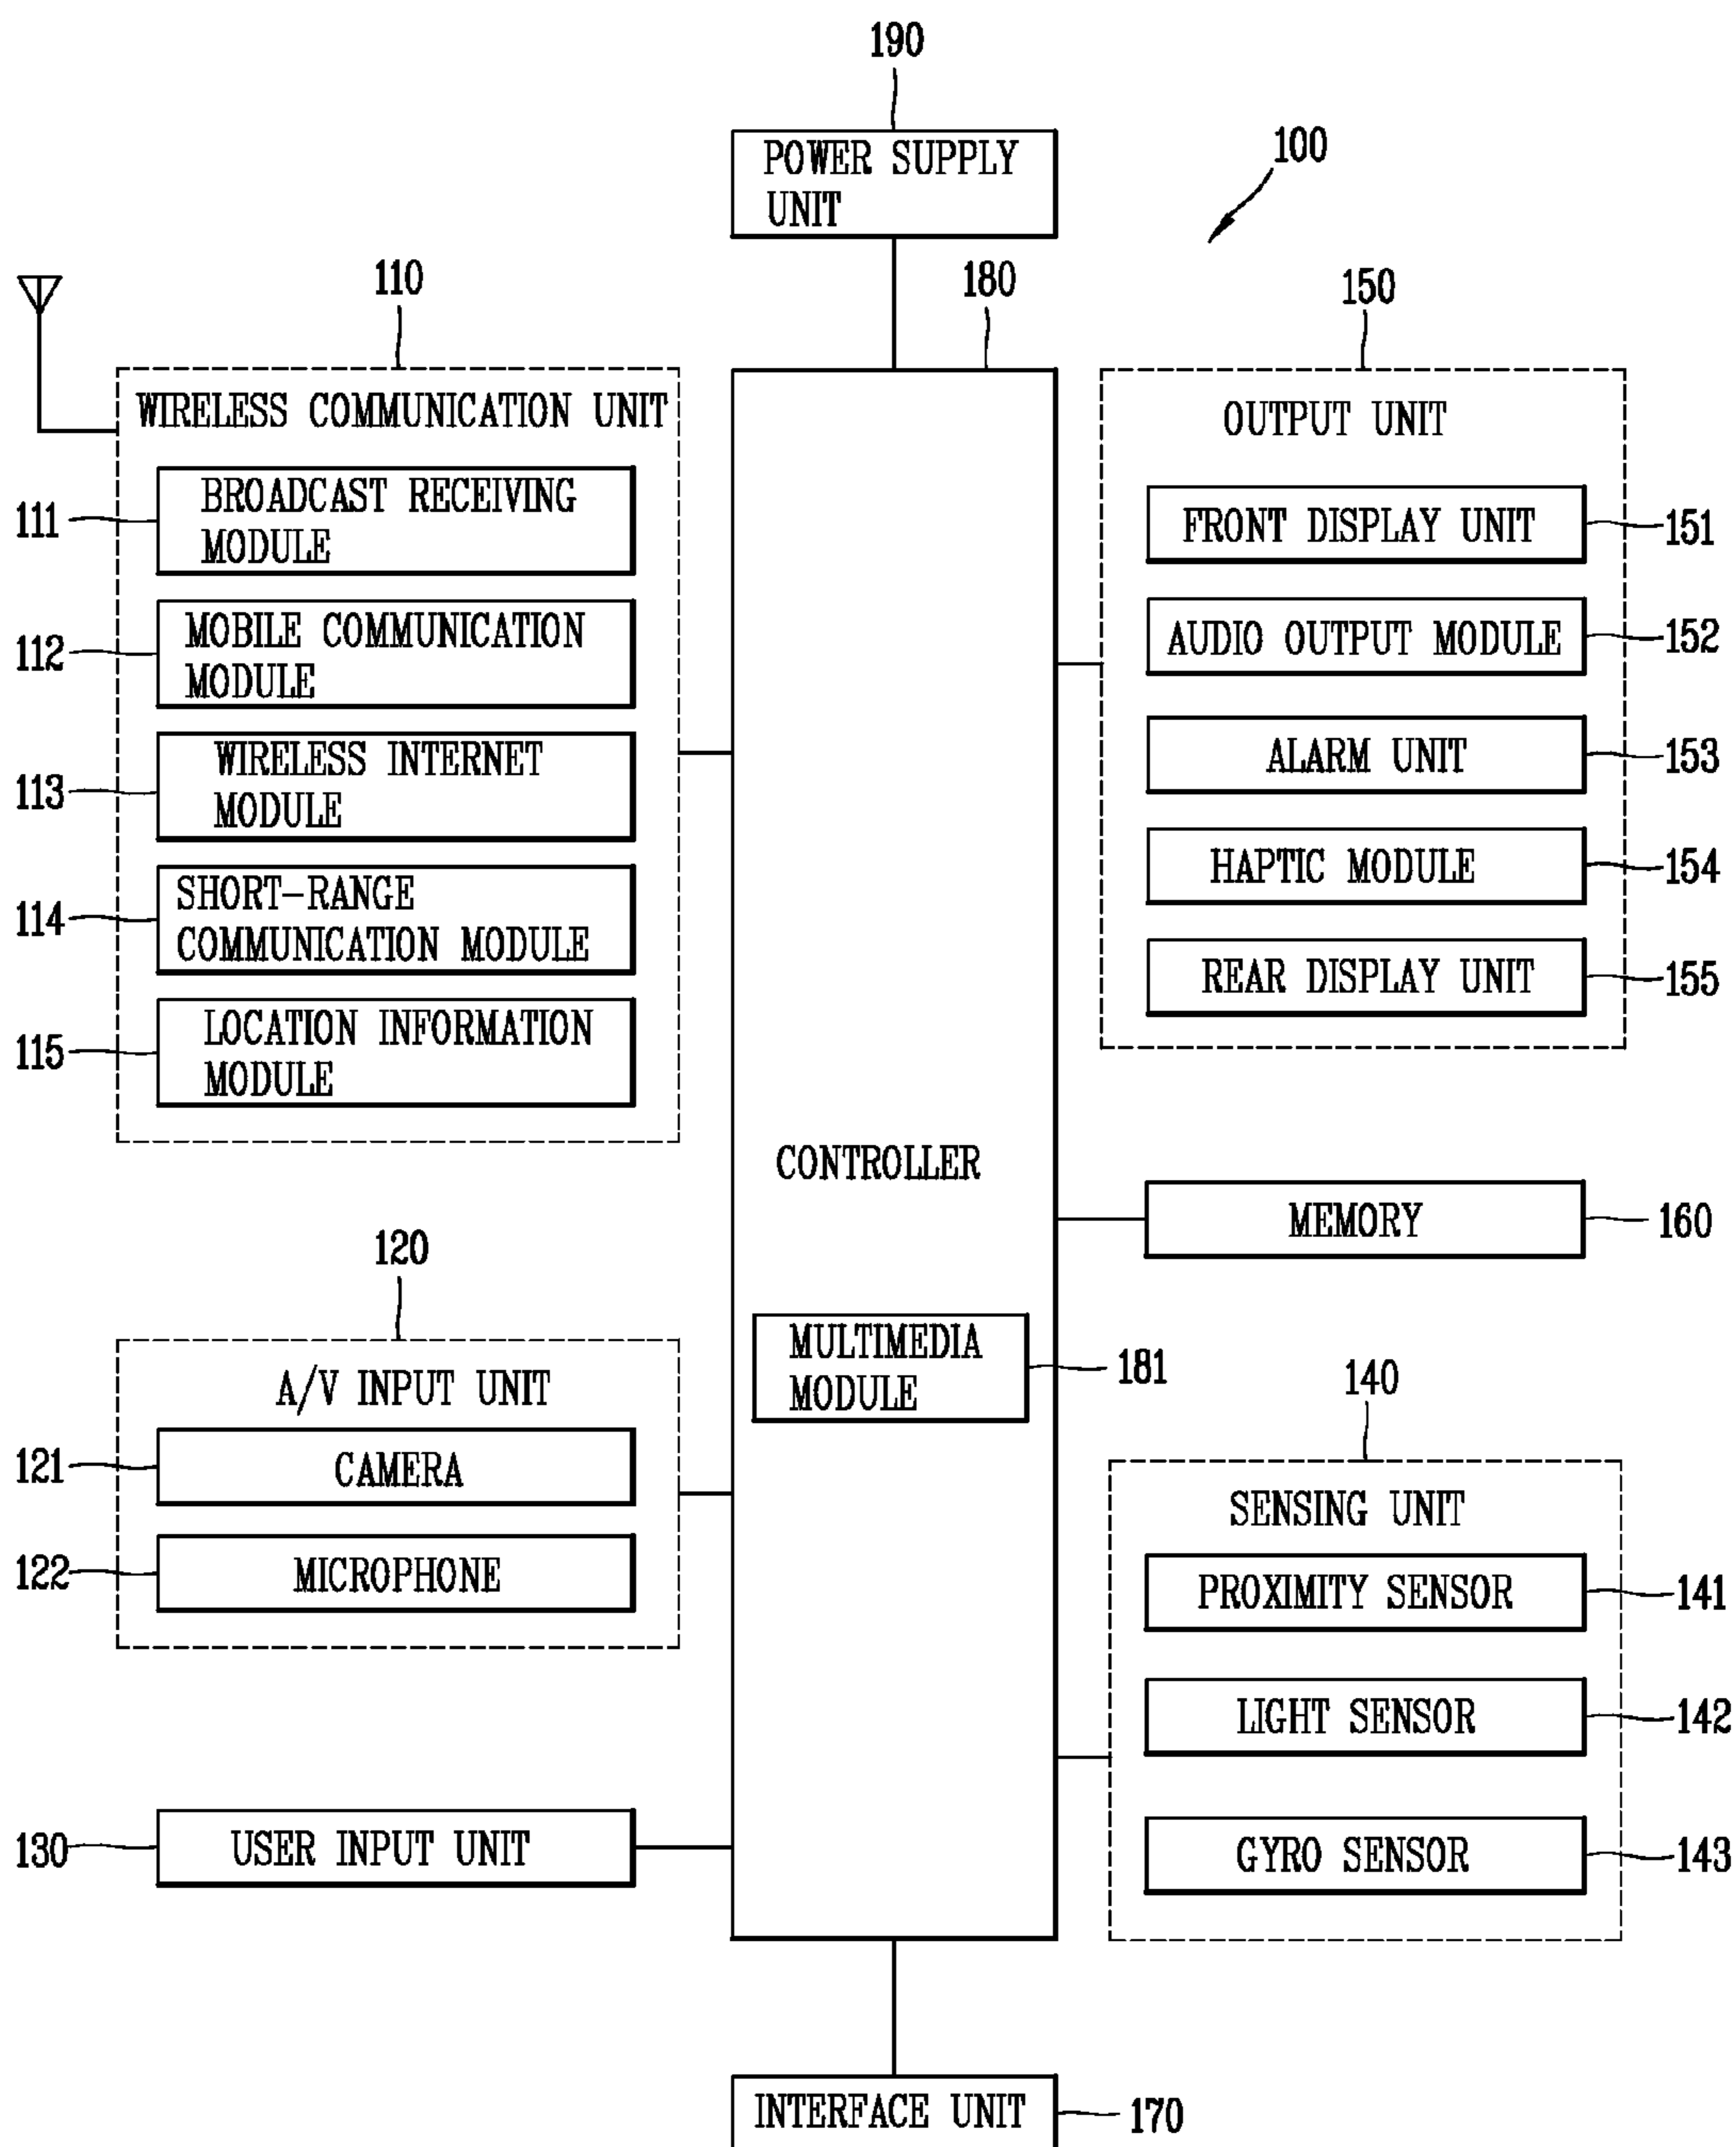 190
POWER SUPPLY
UNIT
100
110
180
150
WIRELESS COMMUNICATION UNIT
111
BROADCAST RECEIVING
MODULE
112
MOBILE COMMUNICATION
MODULE
113
WIRELESS INTERNET
MODULE
114
SHORT-RANGE
COMMUNICATION MODULE
115
LOCATION INFORMATION
MODULE
OUTPUT UNIT
FRONT DISPLAY UNIT
151
AUDIO OUTPUT MODULE
152
ALARM UNIT
153
HAPTIC MODULE
154
REAR DISPLAY UNIT
155
CONTROLLER
MULTIMEDIA
MODULE
181
MEMORY
160
120
A/V INPUT UNIT
121
CAMERA
122
MICROPHONE
140
SENSING UNIT
PROXIMITY SENSOR
141
LIGHT SENSOR
142
GYRO SENSOR
143
130
USER INPUT UNIT
INTERFACE UNIT
170